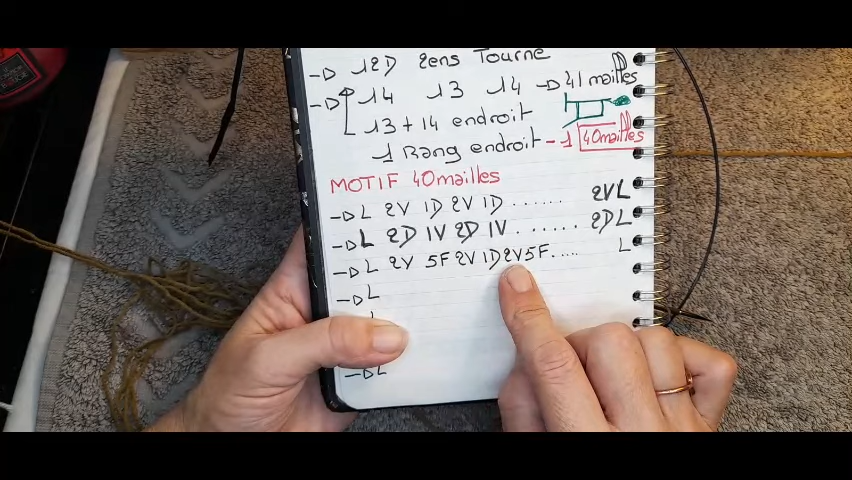 → 12D 2ens Tourne
→ 14 13 14 → 41 mailles
13 + 14 endroit
1 Rang endroit - 1 40mailles
MOTIF 40mailles
→ L 2V 1D 2V 1D ...... 2VL
→ L 2D 1V 2D 1V ...... 2DL
→ L 2V 5F 2V 1D 2V 5F..... L
→ L
→ L